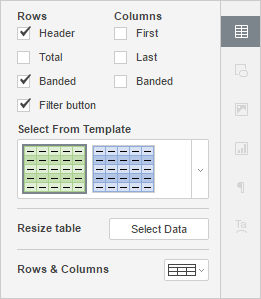 Rows Columns
Header First
Total Last
Banded Banded
Filter button
Select From Template
Resize table Select Data
Rows & Columns
Ta